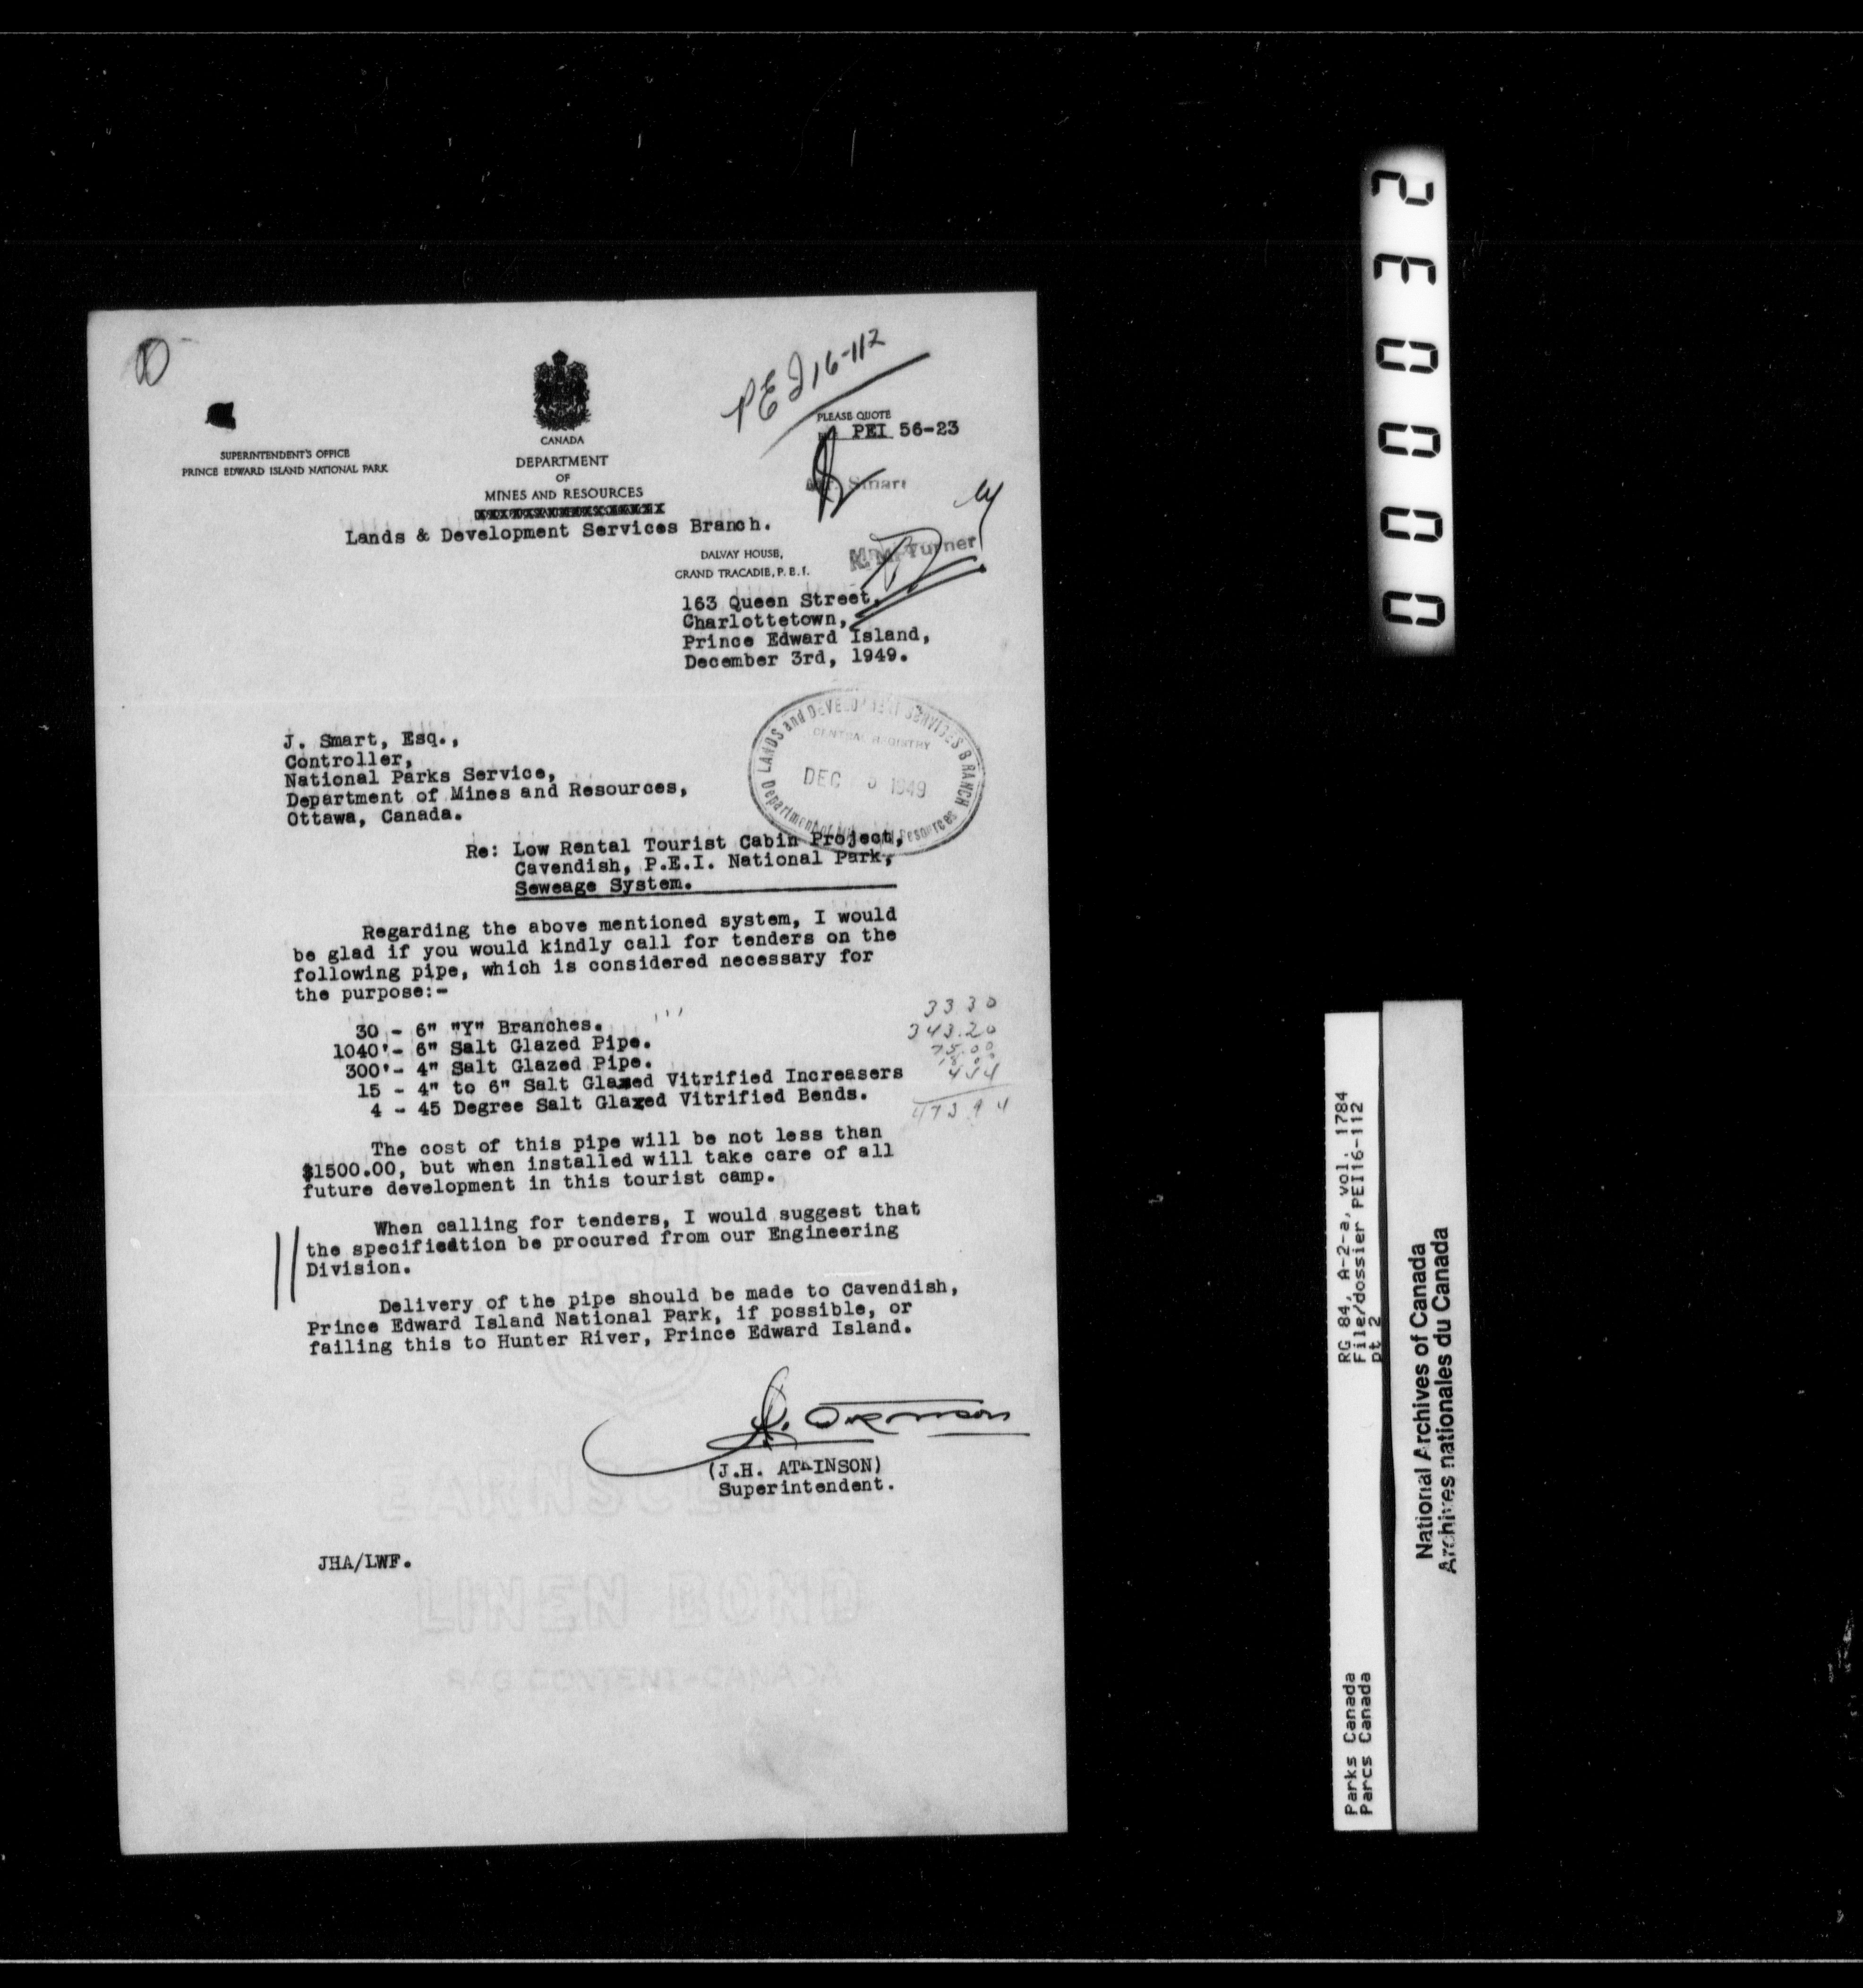 PEI 16-112
SUPERINTENDENT'S OFFICE
PRINCE EDWARD ISLAND NATIONAL PARK
CANADA
DEPARTMENT
OF
MINES AND RESOURCES
Lands & Development Services Branch.
PLEASE QUOTE
PEI 56-23
Mr. Smart
Turner
DALVAY HOUSE,
GRAND TRACADIE, P.E.I.
163 Queen Street,
Charlottetown,
Prince Edward Island,
December 3rd, 1949.
LANDS and DEVELOPMENT SERVICES BRANCH
CENTRAL REGISTRY
DEC 5 1949
Department of Mines and Resources
J. Smart, Esq.,
Controller,
National Parks Service,
Department of Mines and Resources,
Ottawa, Canada.
Re: Low Rental Tourist Cabin Project,
Cavendish, P.E.I. National Park,
Seweage System.
Regarding the above mentioned system, I would
be glad if you would kindly call for tenders on the
following pipe, which is considered necessary for
the purpose:-
30 - 6" "Y" Branches. 33 30
1040'- 6" Salt Glazed Pipe. 343.20
300'- 4" Salt Glazed Pipe. 75.00
15 - 4" to 6" Salt Glazed Vitrified Increasers
4 - 45 Degree Salt Glazed Vitrified Bends.
The cost of this pipe will be not less than
$1500.00, but when installed will take care of all
future development in this tourist camp.
When calling for tenders, I would suggest that
the specification be procured from our Engineering
Division.
Delivery of the pipe should be made to Cavendish,
Prince Edward Island National Park, if possible, or
failing this to Hunter River, Prince Edward Island.
(J.H. ATKINSON)
Superintendent.
JHA/LWF.
LINEN BOND
RAG CONTENT-CANADA
000032
RG 84, A-2-a, vol. 1784
File/dossier PEI16-112
pt 2
Parks Canada
Parcs Canada
National Archives of Canada
Archives nationales du Canada